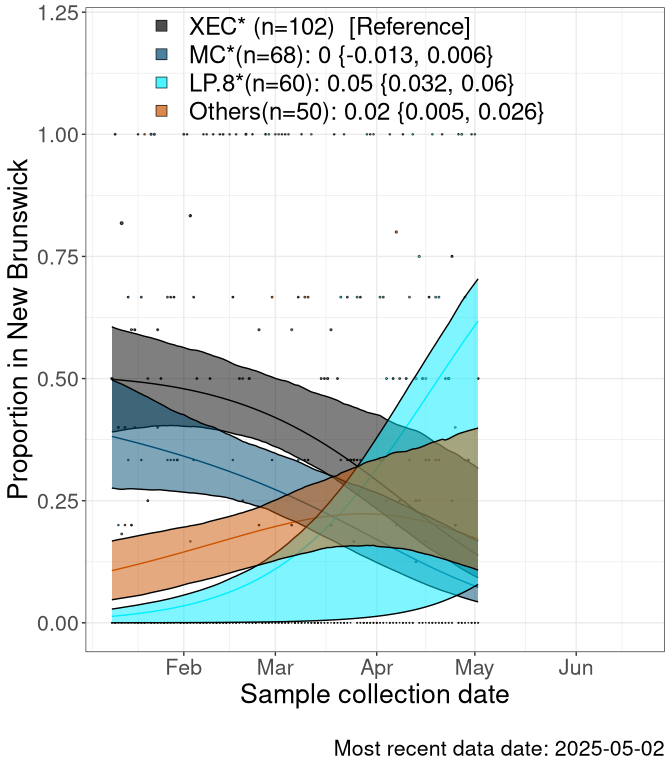 XEC* (n=102)  [Reference]
MC*(n=68): 0 {-0.013, 0.006}
LP.8*(n=60): 0.05 {0.032, 0.06}
Others(n=50): 0.02 {0.005, 0.026}
1.25
1.00
0.75
0.50
0.25
0.00
Proportion in New Brunswick
Feb Mar Apr May Jun
Sample collection date
Most recent data date: 2025-05-02